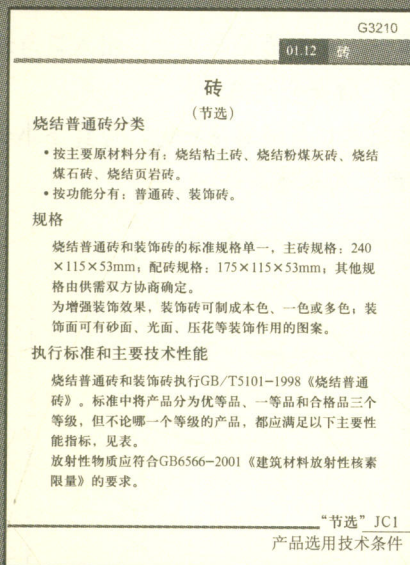 G3210
01.12 砖
砖
(节选)
烧结普通砖分类
•按主要原材料分有：烧结粘土砖、烧结粉煤灰砖、烧结
煤石砖、烧结页岩砖。
•按功能分有：普通砖、装饰砖。
规格
烧结普通砖和装饰砖的标准规格单一，主砖规格：240
×115×53mm；配砖规格：175×115×53mm；其他规
格由供需双方协商确定。
为增强装饰效果，装饰砖可制成本色、一色或多色；装
饰面可有砂面、光面、压花等装饰作用的图案。
执行标准和主要技术性能
烧结普通砖和装饰砖执行GB/T5101-1998《烧结普通
砖》。标准中将产品分为优等品、一等品和合格品三个
等级，但不论哪一个等级的产品，都应满足以下主要性
能指标，见表。
放射性物质应符合GB6566-2001《建筑材料放射性核素
限量》的要求。
“节选” JC1
产品选用技术条件